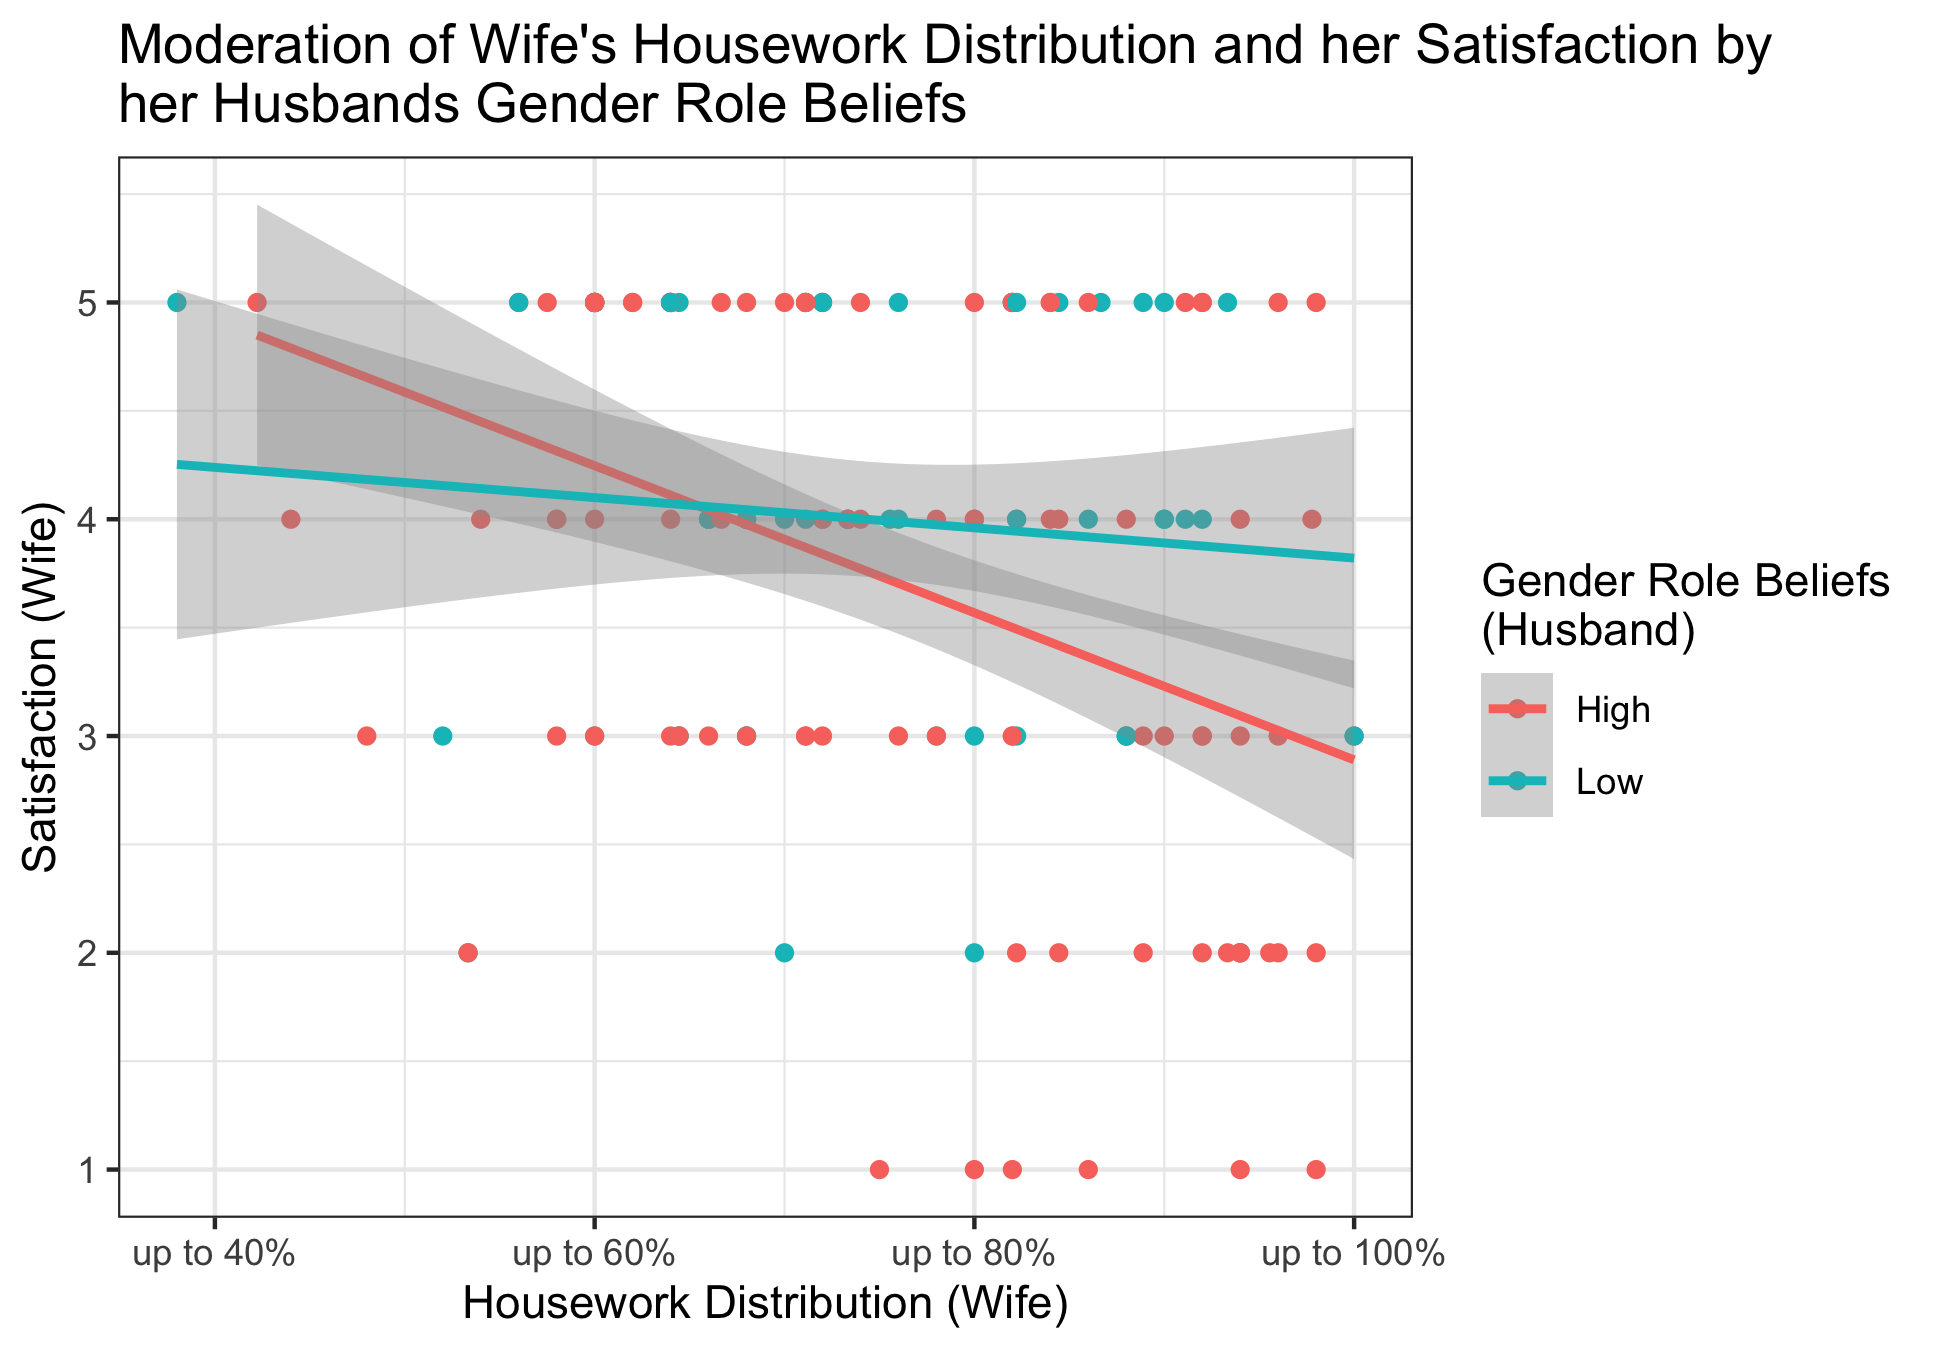 Moderation of Wife's Housework Distribution and her Satisfaction by
her Husbands Gender Role Beliefs
Satisfaction (Wife)
5
4
3
2
1
up to 40%
up to 60%
up to 80%
up to 100%
Housework Distribution (Wife)
Gender Role Beliefs
(Husband)
High
Low